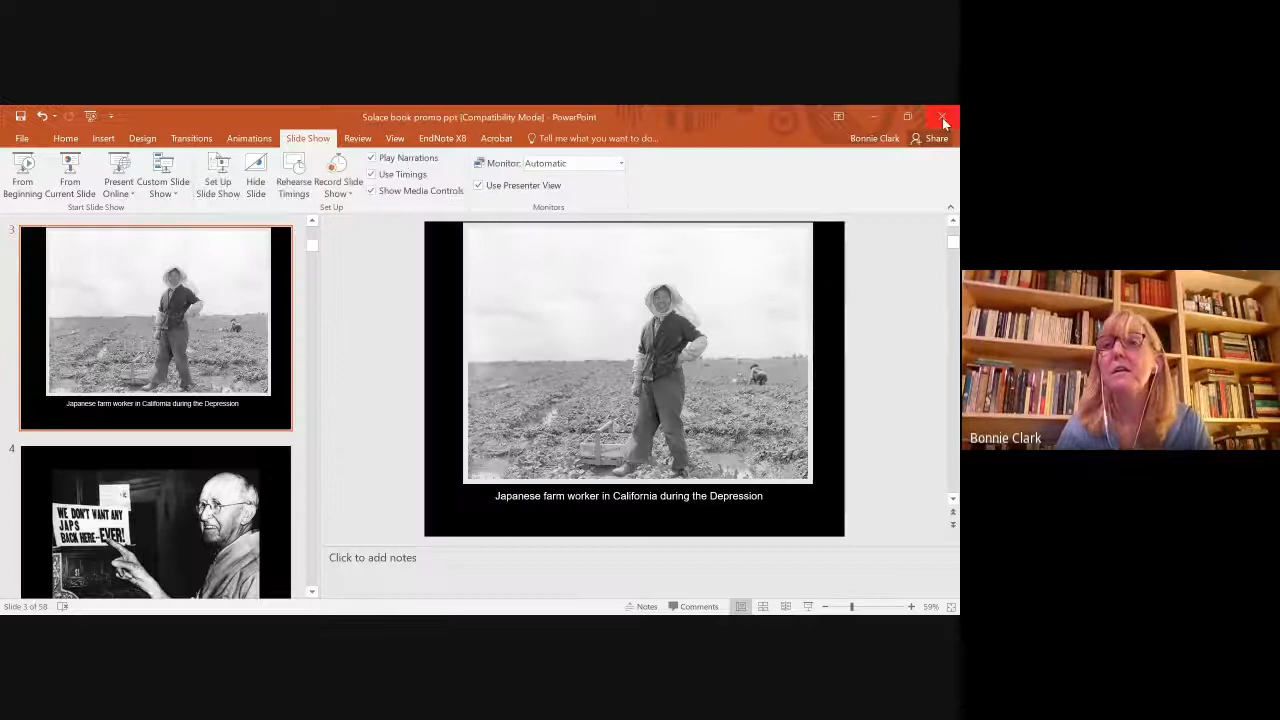 Solace book promo.ppt [Compatibility Mode] - PowerPoint
File Home Insert Design Transitions Animations Slide Show Review View EndNote X8 Acrobat Tell me what you want to do... Bonnie Clark Share
From Beginning
From Current Slide
Present Online
Custom Slide Show
Set Up Slide Show
Hide Slide
Rehearse Timings
Record Slide Show
Play Narrations
Use Timings
Show Media Controls
Monitor: Automatic
Use Presenter View
Start Slide Show
Set Up
Monitors
3
Japanese farm worker in California during the Depression
4
WE DON'T WANT ANY
JAPS
BACK HERE--EVER!
Japanese farm worker in California during the Depression
Click to add notes
Slide 3 of 58
Notes Comments 59%
Bonnie Clark